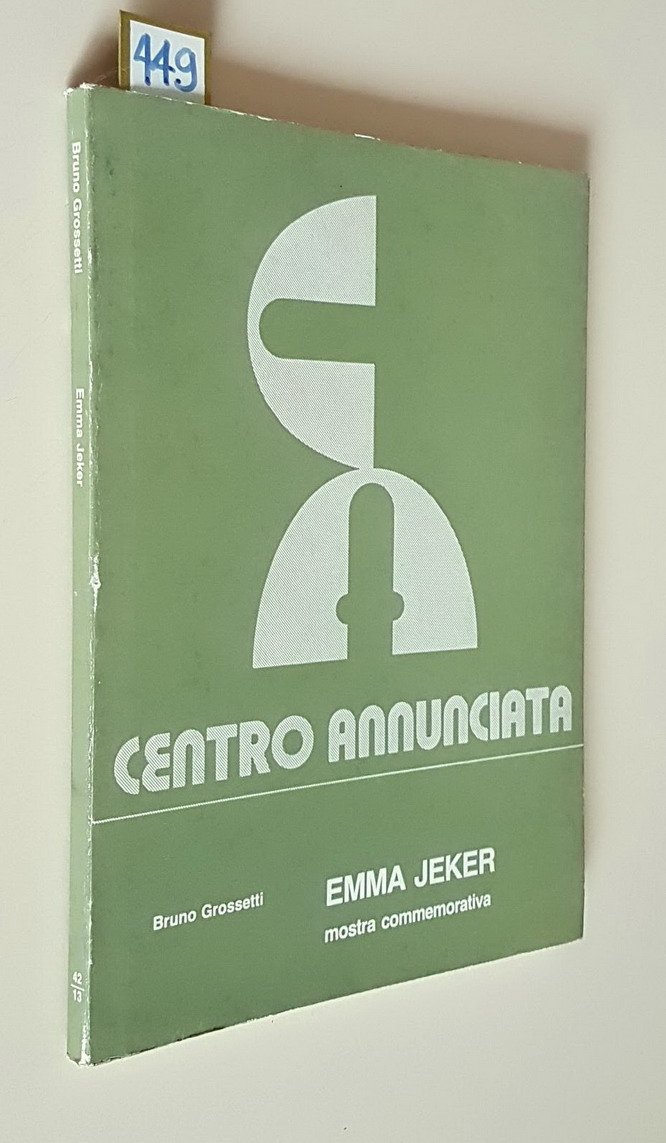 449
Bruno Grossetti
Emma Jeker
42/13
CENTRO ANNUNCIATA
EMMA JEKER
Bruno Grossetti
mostra commemorativa